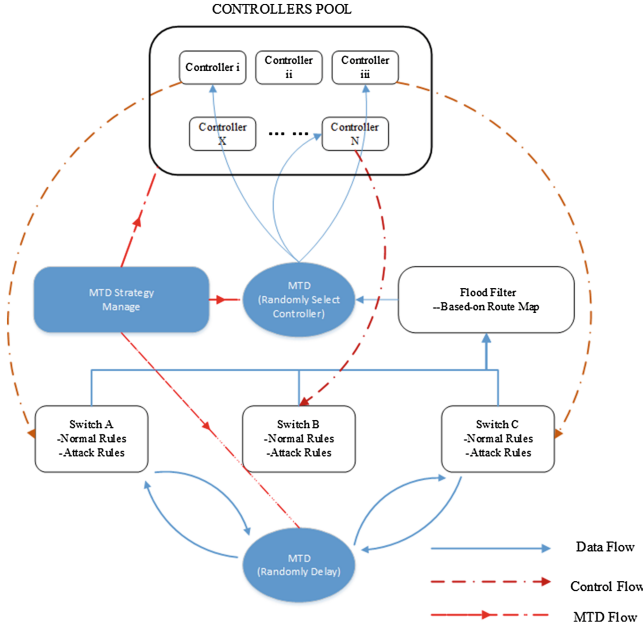 CONTROLLERS POOL
Controller i
Controller
ii
Controller
iii
Controller
X
... ...
Controller
N
MTD Strategy
Manage
MTD
(Randomly Select
Controller)
Flood Filter
--Based-on Route Map
Switch A
-Normal Rules
-Attack Rules
Switch B
-Normal Rules
-Attack Rules
Switch C
-Normal Rules
-Attack Rules
MTD
(Randomly Delay)
Data Flow
Control Flow
MTD Flow